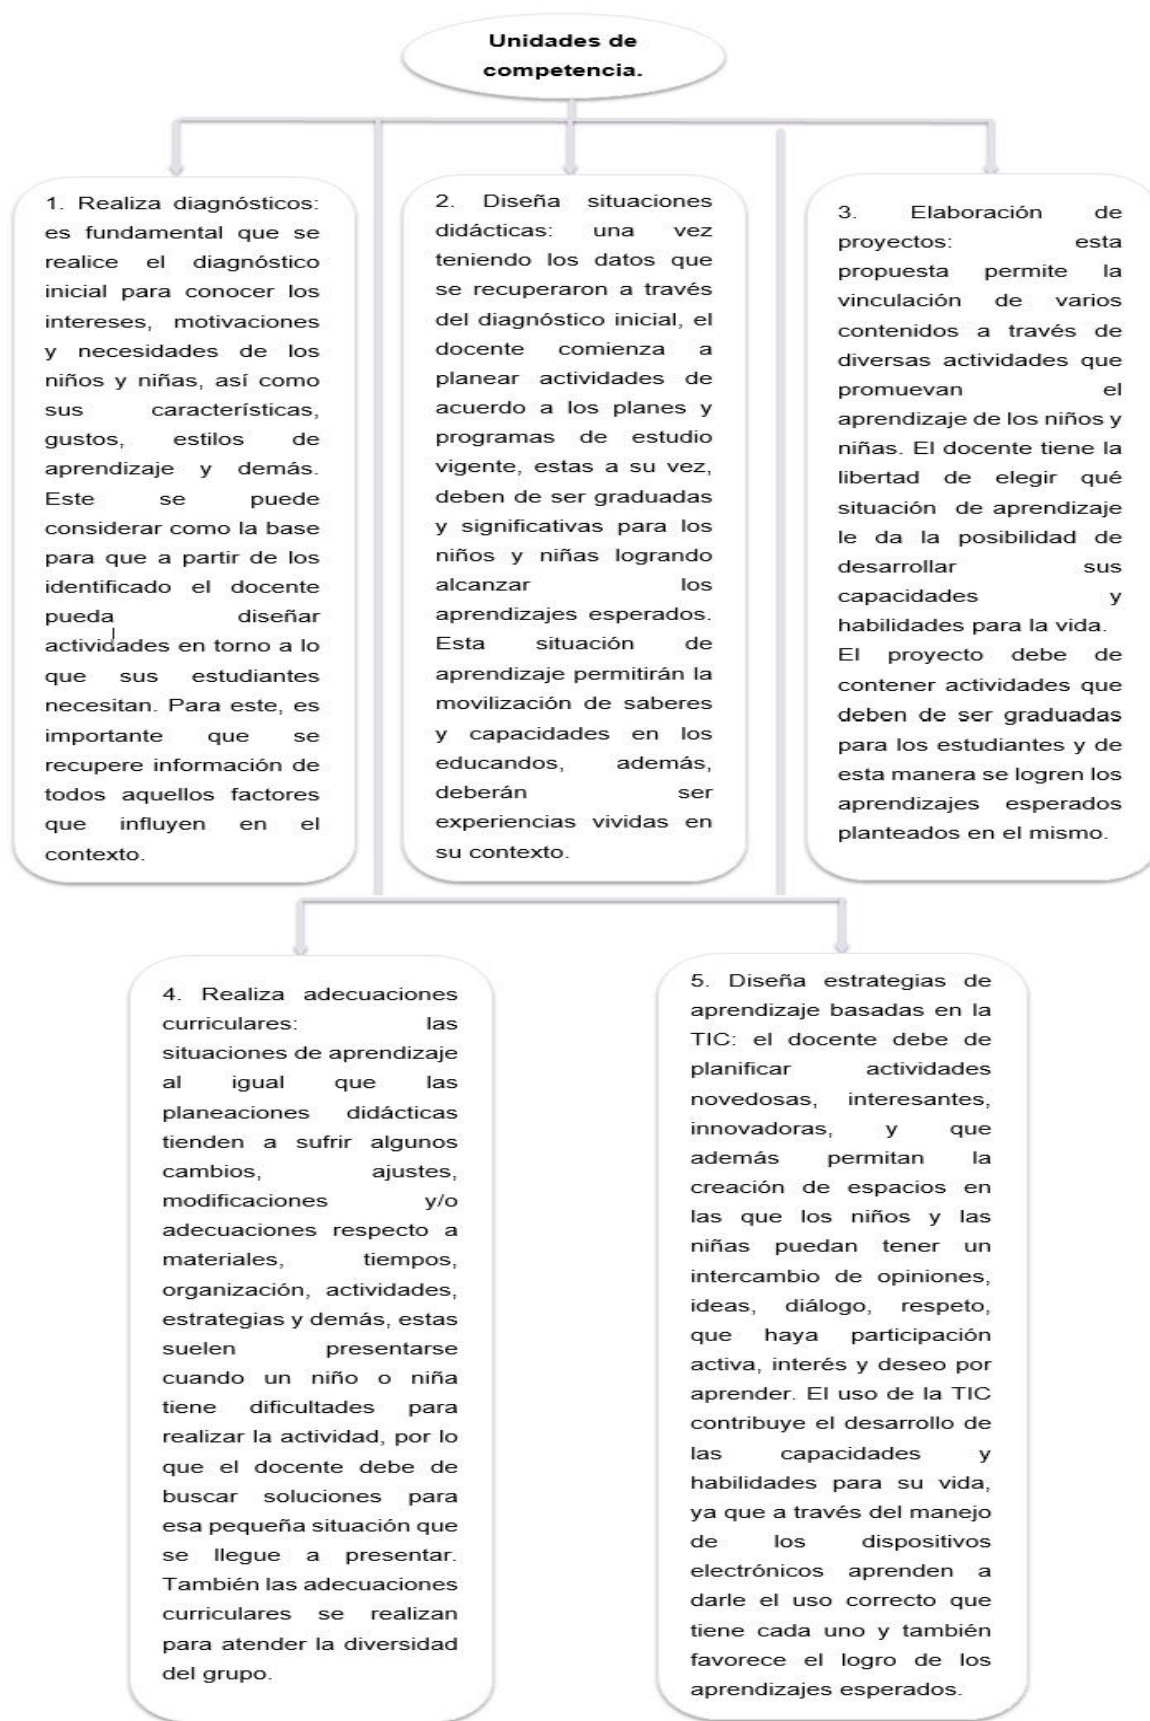 Unidades de
competencia.
1. Realiza diagnósticos:
es fundamental que se
realice el diagnóstico
inicial para conocer los
intereses, motivaciones
y necesidades de los
niños y niñas, así como
sus características,
gustos, estilos de
aprendizaje y demás.
Este se puede
considerar como la base
para que a partir de los
identificado el docente
pueda diseñar
actividades en torno a lo
que sus estudiantes
necesitan. Para este, es
importante que se
recupere información de
todos aquellos factores
que influyen en el
contexto.
2. Diseña situaciones
didácticas: una vez
teniendo los datos que
se recuperaron a través
del diagnóstico inicial, el
docente comienza a
planear actividades de
acuerdo a los planes y
programas de estudio
vigente, estas a su vez,
deben de ser graduadas
y significativas para los
niños y niñas logrando
alcanzar los
aprendizajes esperados.
Esta situación de
aprendizaje permitirán la
movilización de saberes
y capacidades en los
educandos, además,
deberán ser
experiencias vividas en
su contexto.
3. Elaboración de
proyectos: esta
propuesta permite la
vinculación de varios
contenidos a través de
diversas actividades que
promuevan el
aprendizaje de los niños y
niñas. El docente tiene la
libertad de elegir qué
situación de aprendizaje
le da la posibilidad de
desarrollar sus
capacidades y
habilidades para la vida.
El proyecto debe de
contener actividades que
deben de ser graduadas
para los estudiantes y de
esta manera se logren los
aprendizajes esperados
planteados en el mismo.
4. Realiza adecuaciones
curriculares: las
situaciones de aprendizaje
al igual que las
planeaciones didácticas
tienden a sufrir algunos
cambios, ajustes,
modificaciones y/o
adecuaciones respecto a
materiales, tiempos,
organización, actividades,
estrategias y demás, estas
suelen presentarse
cuando un niño o niña
tiene dificultades para
realizar la actividad, por lo
que el docente debe de
buscar soluciones para
esa pequeña situación que
se llegue a presentar.
También las adecuaciones
curriculares se realizan
para atender la diversidad
del grupo.
5. Diseña estrategias de
aprendizaje basadas en la
TIC: el docente debe de
planificar actividades
novedosas, interesantes,
innovadoras, y que
además permitan la
creación de espacios en
las que los niños y las
niñas puedan tener un
intercambio de opiniones,
ideas, diálogo, respeto,
que haya participación
activa, interés y deseo por
aprender. El uso de la TIC
contribuye el desarrollo de
las capacidades y
habilidades para su vida,
ya que a través del manejo
de los dispositivos
electrónicos aprenden a
darle el uso correcto que
tiene cada uno y también
favorece el logro de los
aprendizajes esperados.